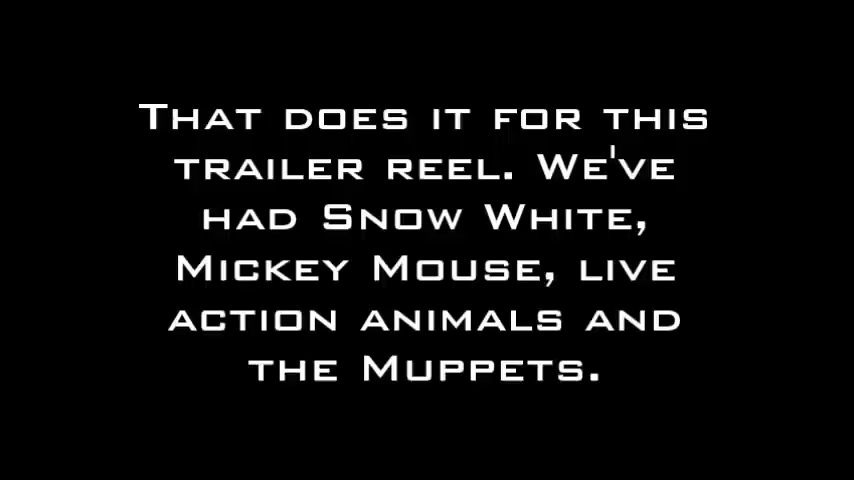 That does it for this
trailer reel. We've
had Snow White,
Mickey Mouse, live
action animals and
the Muppets.